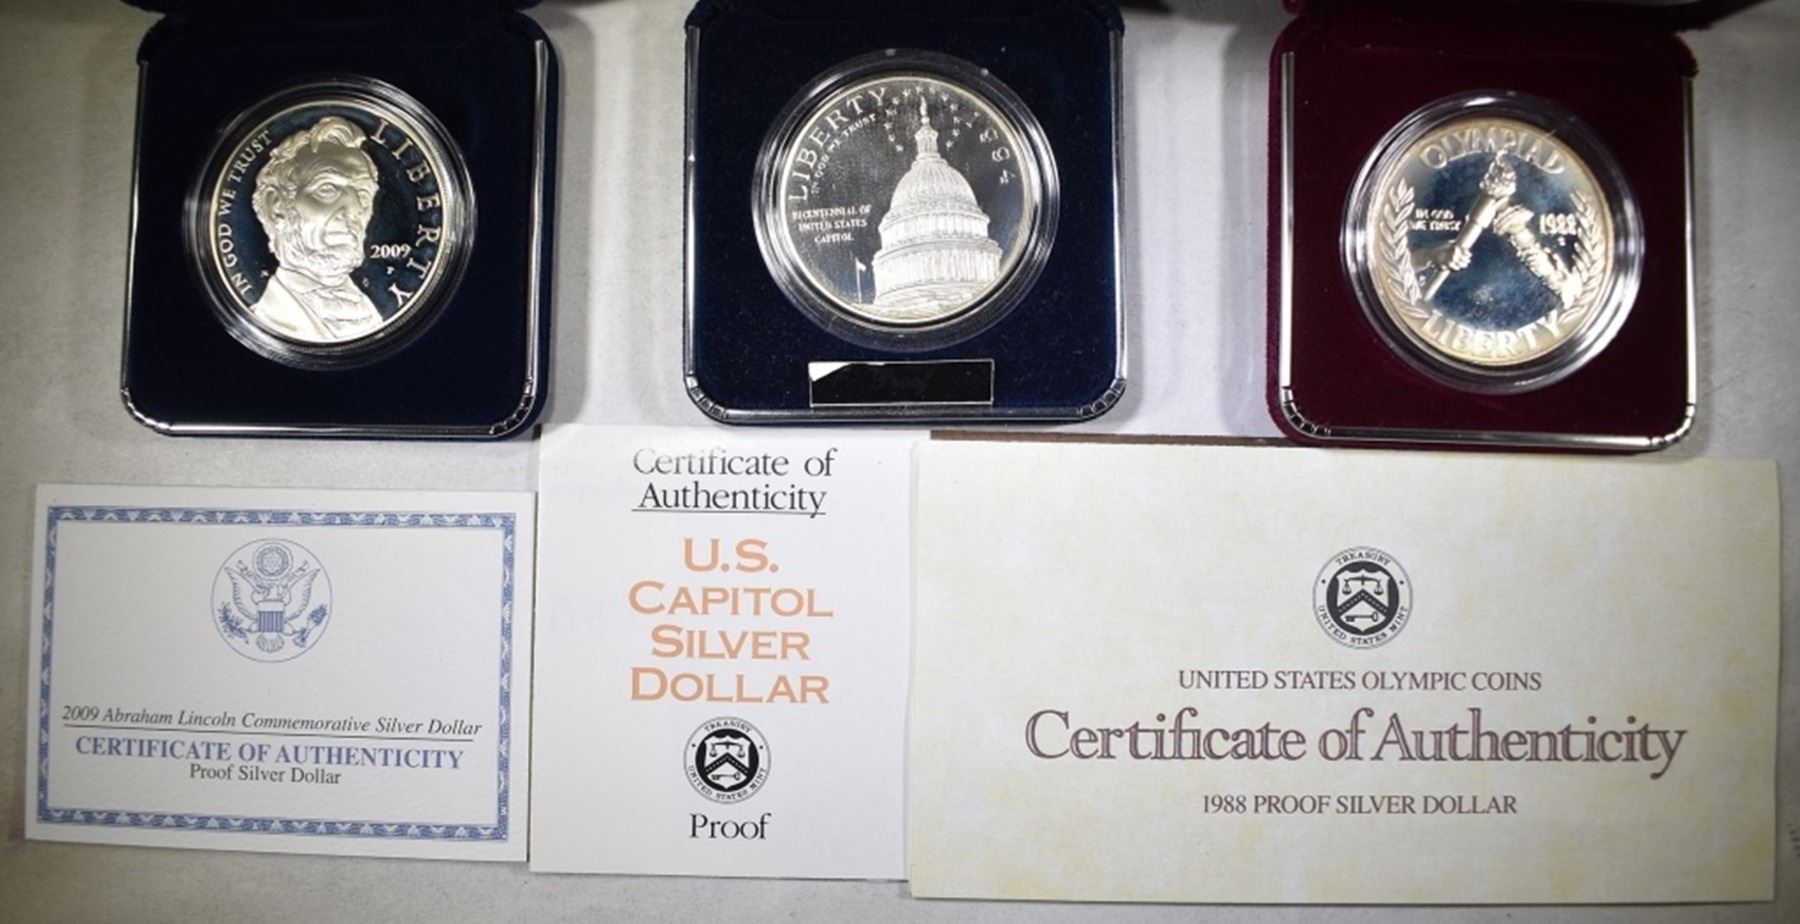 IN GOD WE TRUST
LIBERTY
2009
P
LIBERTY
IN GOD WE TRUST
1994
BICENTENNIAL OF
UNITED STATES
CAPITOL
OLYMPIAD
IN GOD
WE TRUST
1988
S
LIBERTY
2009 Abraham Lincoln Commemorative Silver Dollar
CERTIFICATE OF AUTHENTICITY
Proof Silver Dollar
Certificate of
Authenticity
U.S.
CAPITOL
SILVER
DOLLAR
TREASURY
UNITED STATES MINT
Proof
TREASURY
UNITED STATES MINT
UNITED STATES OLYMPIC COINS
Certificate of Authenticity
1988 PROOF SILVER DOLLAR